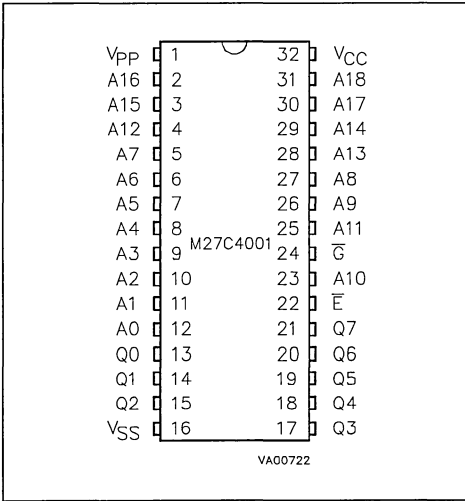 VPP 1 32 VCC
A16 2 31 A18
A15 3 30 A17
A12 4 29 A14
A7 5 28 A13
A6 6 27 A8
A5 7 26 A9
A4 8 25 A11
M27C4001
A3 9 24 G̅
A2 10 23 A10
A1 11 22 E̅
A0 12 21 Q7
Q0 13 20 Q6
Q1 14 19 Q5
Q2 15 18 Q4
VSS 16 17 Q3
VA00722